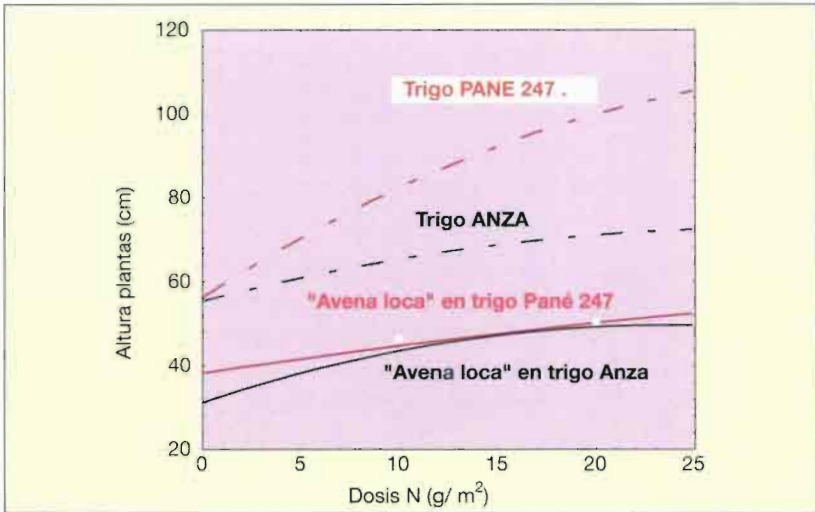 120
100
80
60
40
20
Altura plantas (cm)
Trigo PANE 247 .
Trigo ANZA
"Avena loca" en trigo Pané 247
"Avena loca" en trigo Anza
0 5 10 15 20 25
Dosis N (g/ m²)